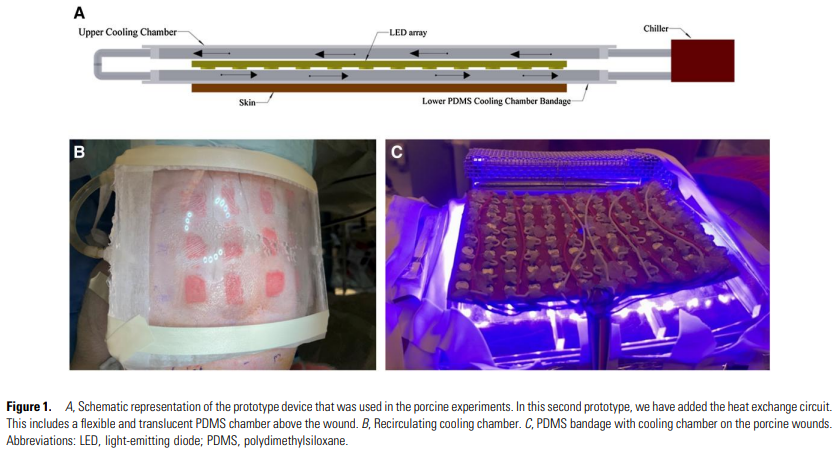 A
Upper Cooling Chamber
LED array
Chiller
Skin
Lower PDMS Cooling Chamber Bandage
B
C
Figure 1. A, Schematic representation of the prototype device that was used in the porcine experiments. In this second prototype, we have added the heat exchange circuit.
This includes a flexible and translucent PDMS chamber above the wound. B, Recirculating cooling chamber. C, PDMS bandage with cooling chamber on the porcine wounds.
Abbreviations: LED, light-emitting diode; PDMS, polydimethylsiloxane.